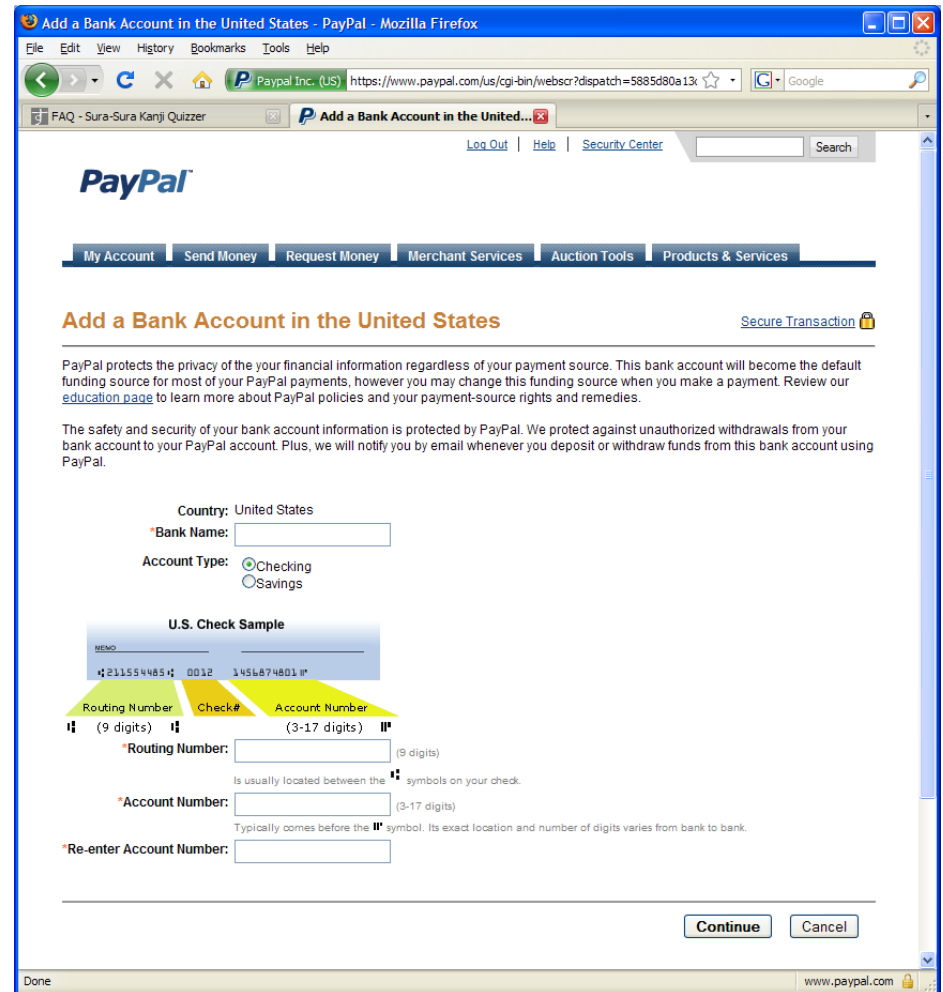 Add a Bank Account in the United States - PayPal - Mozilla Firefox
File Edit View History Bookmarks Tools Help
Paypal Inc. (US) https://www.paypal.com/us/cgi-bin/webscr?dispatch=5885d80a13c Google
FAQ - Sura-Sura Kanji Quizzer Add a Bank Account in the United...
Log Out | Help | Security Center Search
PayPal
My Account Send Money Request Money Merchant Services Auction Tools Products & Services
Add a Bank Account in the United States Secure Transaction
PayPal protects the privacy of the your financial information regardless of your payment source. This bank account will become the default
funding source for most of your PayPal payments, however you may change this funding source when you make a payment. Review our
education page to learn more about PayPal policies and your payment-source rights and remedies.
The safety and security of your bank account information is protected by PayPal. We protect against unauthorized withdrawals from your
bank account to your PayPal account. Plus, we will notify you by email whenever you deposit or withdraw funds from this bank account using
PayPal.
Country: United States
*Bank Name:
Account Type: Checking
Savings
U.S. Check Sample
MEMO
⑆211554485⑆ 0012 1456874801⑈
Routing Number Check# Account Number
⑆ (9 digits) ⑆ (3-17 digits) ⑈
*Routing Number: (9 digits)
Is usually located between the ⑆ symbols on your check.
*Account Number: (3-17 digits)
Typically comes before the ⑈ symbol. Its exact location and number of digits varies from bank to bank.
*Re-enter Account Number:
Continue Cancel
Done www.paypal.com